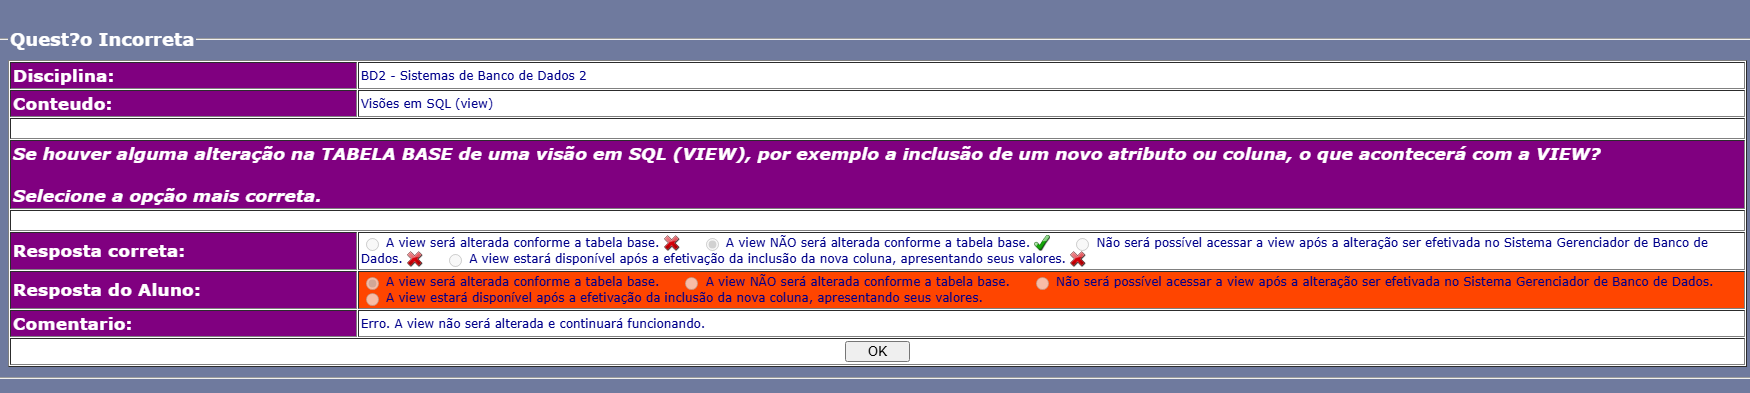 Quest?o Incorreta
Disciplina: BD2 - Sistemas de Banco de Dados 2
Conteudo: Visões em SQL (view)
Se houver alguma alteração na TABELA BASE de uma visão em SQL (VIEW), por exemplo a inclusão de um novo atributo ou coluna, o que acontecerá com a VIEW?
Selecione a opção mais correta.
Resposta correta: A view será alterada conforme a tabela base. A view NÃO será alterada conforme a tabela base. Não será possível acessar a view após a alteração ser efetivada no Sistema Gerenciador de Banco de
Dados. A view estará disponível após a efetivação da inclusão da nova coluna, apresentando seus valores.
Resposta do Aluno: A view será alterada conforme a tabela base. A view NÃO será alterada conforme a tabela base. Não será possível acessar a view após a alteração ser efetivada no Sistema Gerenciador de Banco de Dados.
A view estará disponível após a efetivação da inclusão da nova coluna, apresentando seus valores.
Comentario: Erro. A view não será alterada e continuará funcionando.
OK